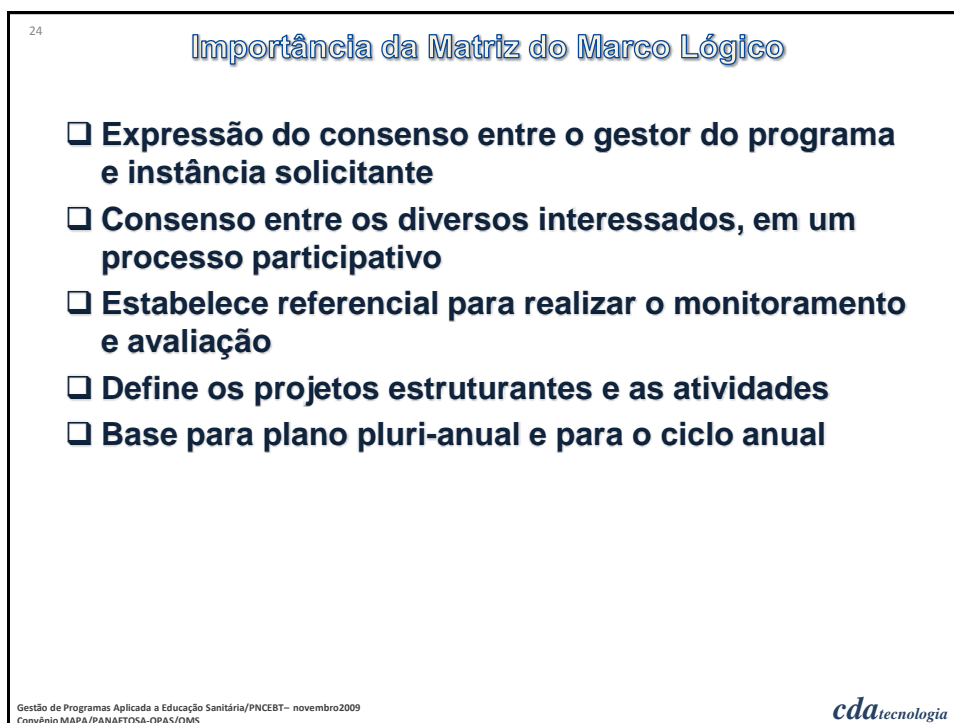 24
Importância da Matriz do Marco Lógico
❑ Expressão do consenso entre o gestor do programa
e instância solicitante
❑ Consenso entre os diversos interessados, em um
processo participativo
❑ Estabelece referencial para realizar o monitoramento
e avaliação
❑ Define os projetos estruturantes e as atividades
❑ Base para plano pluri-anual e para o ciclo anual
Gestão de Programas Aplicada a Educação Sanitária/PNCEBT– novembro2009
Convênio MAPA/PANAFTOSA-OPAS/OMS
cdatecnologia